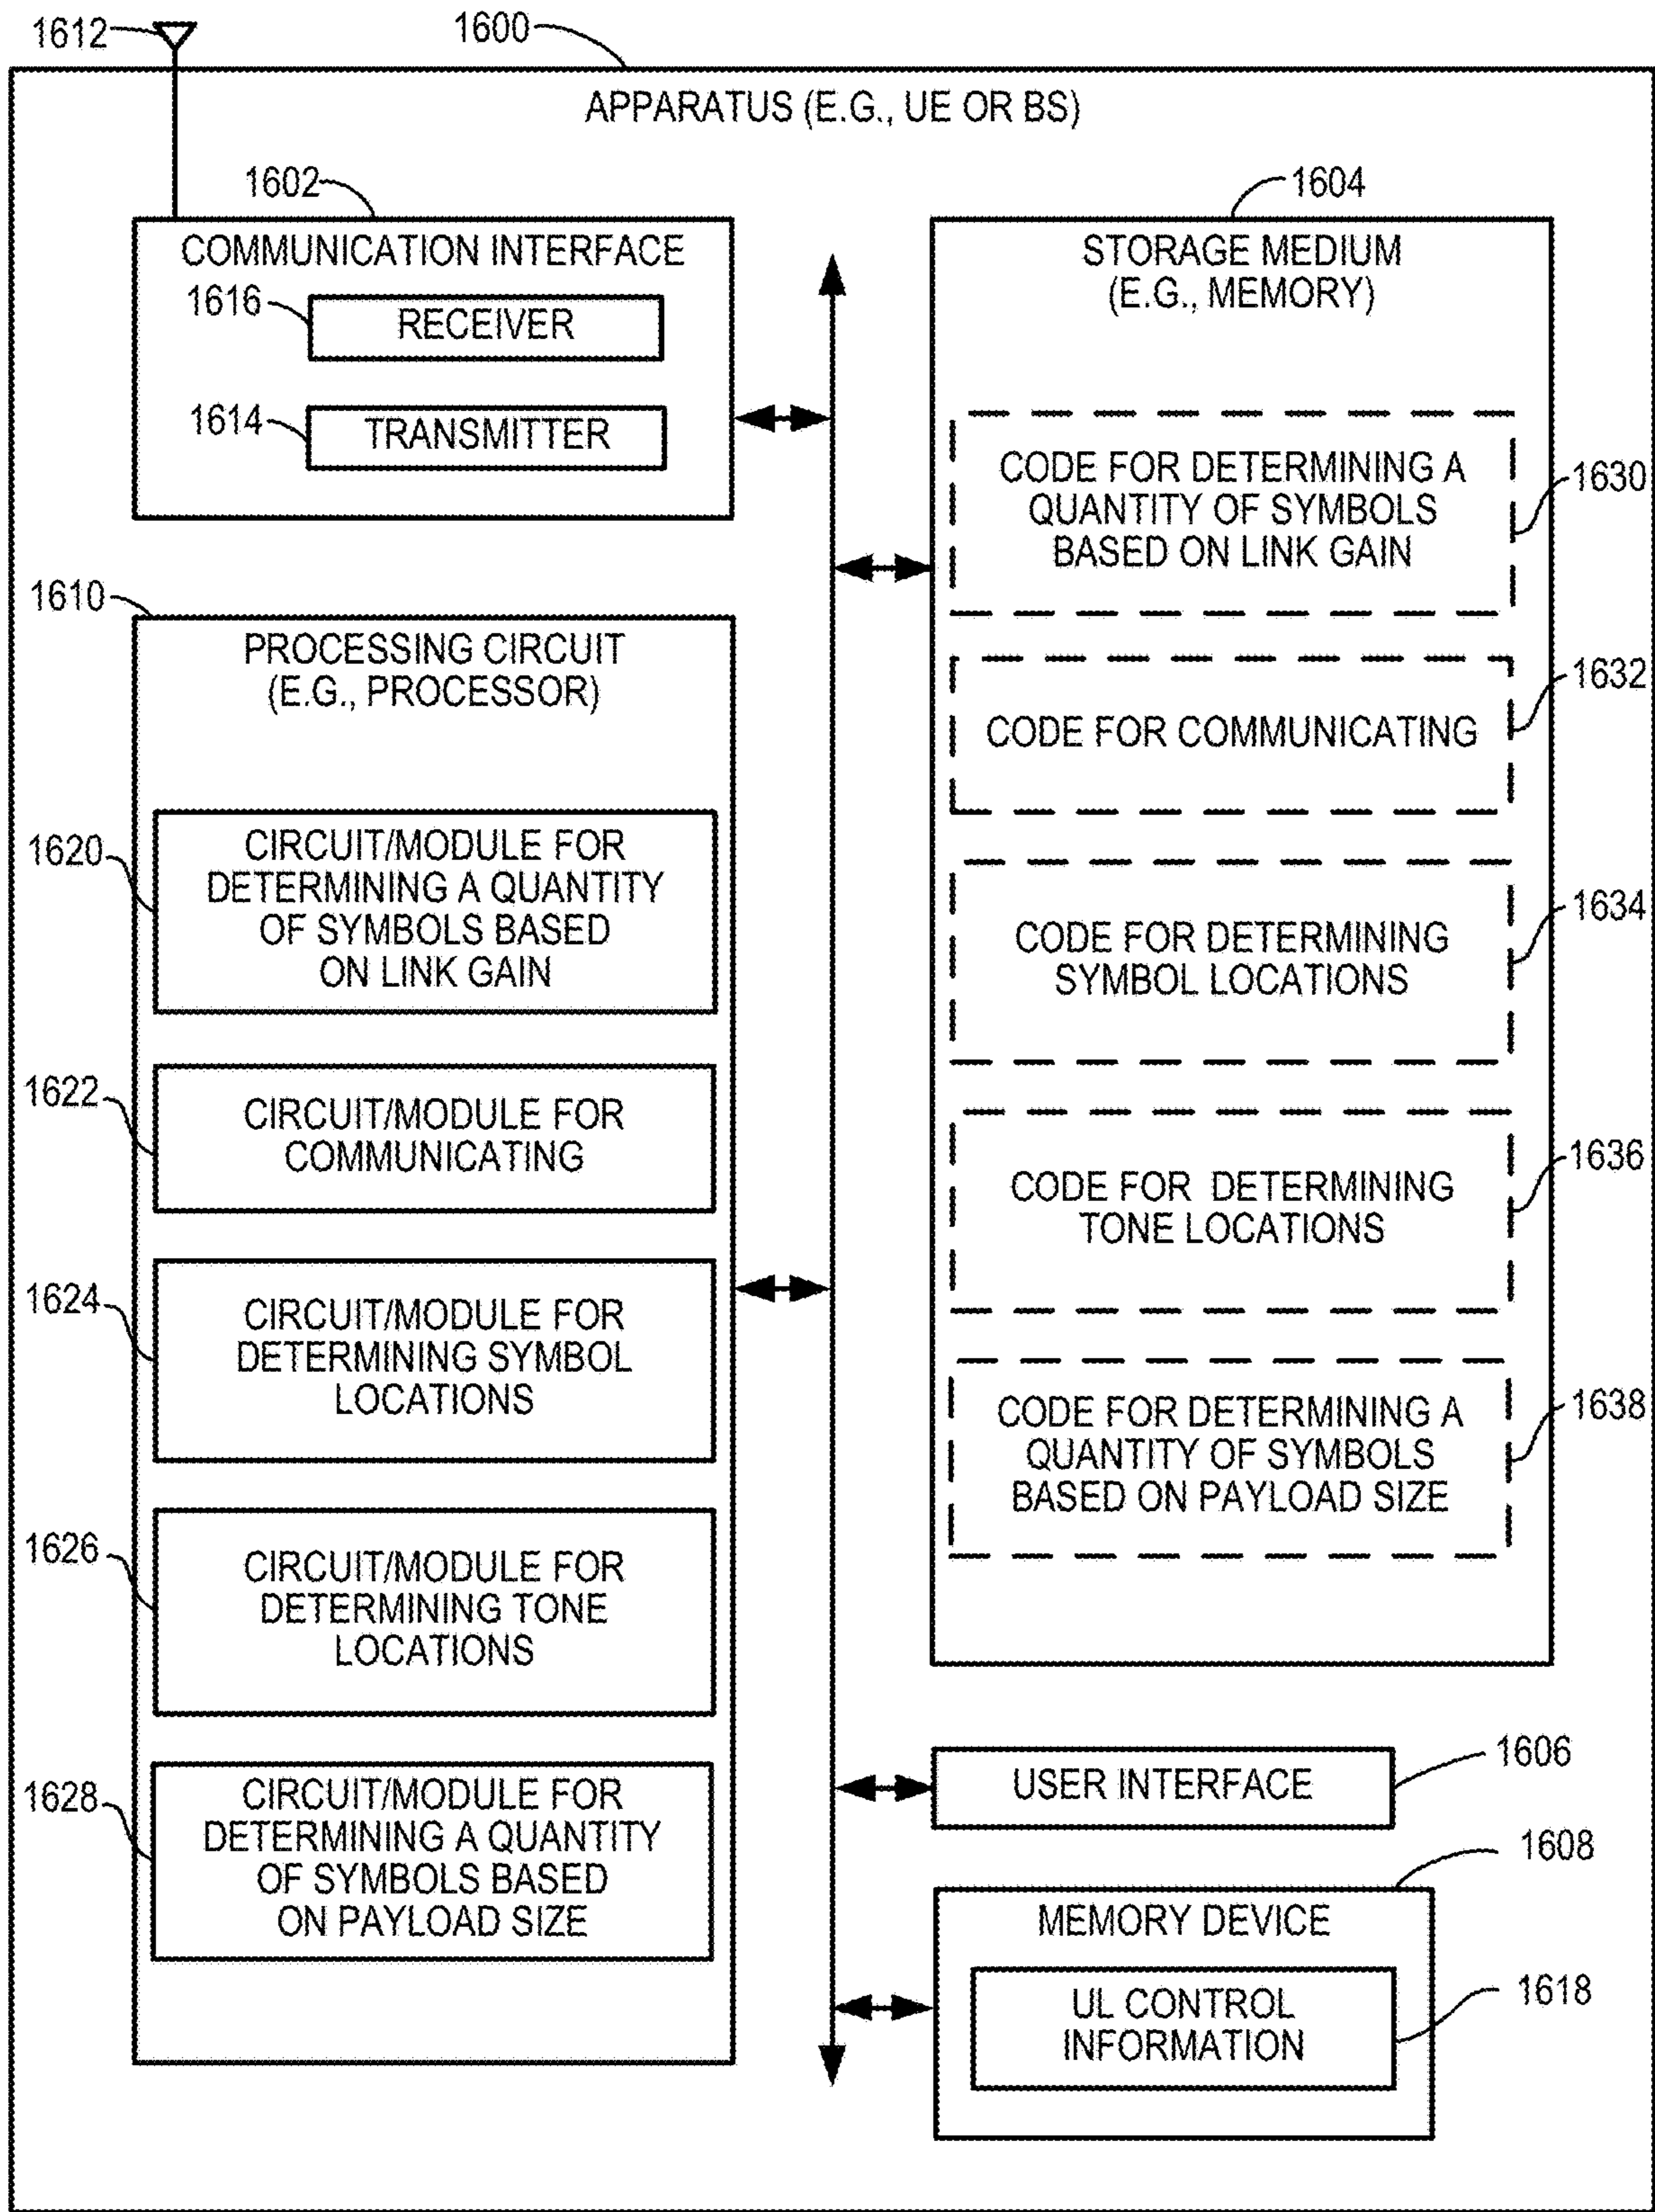 1612
1600
APPARATUS (E.G., UE OR BS)
1602
COMMUNICATION INTERFACE
1616
RECEIVER
1614
TRANSMITTER
1610
PROCESSING CIRCUIT
(E.G., PROCESSOR)
1620
CIRCUIT/MODULE FOR
DETERMINING A QUANTITY
OF SYMBOLS BASED
ON LINK GAIN
1622
CIRCUIT/MODULE FOR
COMMUNICATING
1624
CIRCUIT/MODULE FOR
DETERMINING SYMBOL
LOCATIONS
1626
CIRCUIT/MODULE FOR
DETERMINING TONE
LOCATIONS
1628
CIRCUIT/MODULE FOR
DETERMINING A QUANTITY
OF SYMBOLS BASED
ON PAYLOAD SIZE
1604
STORAGE MEDIUM
(E.G., MEMORY)
CODE FOR DETERMINING A
QUANTITY OF SYMBOLS
BASED ON LINK GAIN
1630
CODE FOR COMMUNICATING
1632
CODE FOR DETERMINING
SYMBOL LOCATIONS
1634
CODE FOR DETERMINING
TONE LOCATIONS
1636
CODE FOR DETERMINING A
QUANTITY OF SYMBOLS
BASED ON PAYLOAD SIZE
1638
USER INTERFACE
1606
1608
MEMORY DEVICE
UL CONTROL
INFORMATION
1618